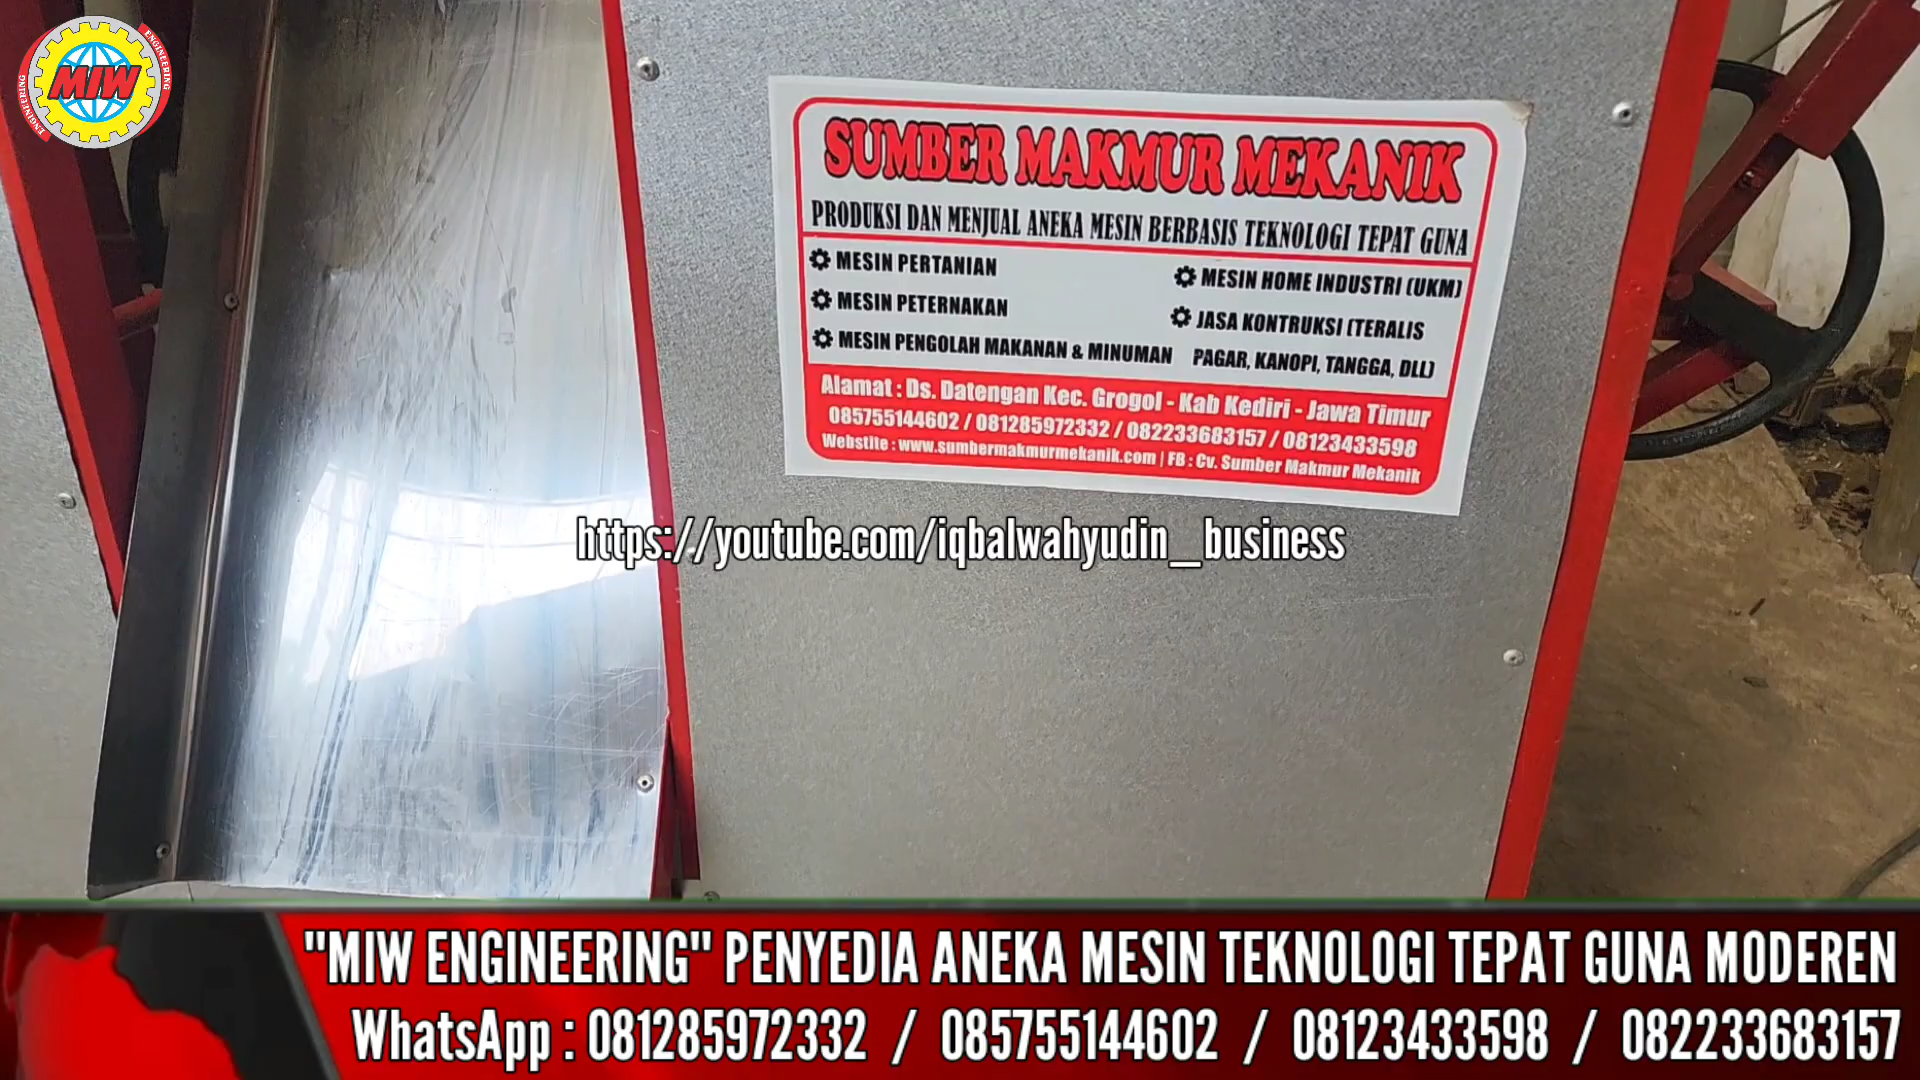 ENGINEERING
MIW
ENGINEERING
SUMBER MAKMUR MEKANIK
PRODUKSI DAN MENJUAL ANEKA MESIN BERBASIS TEKNOLOGI TEPAT GUNA
MESIN PERTANIAN
MESIN PETERNAKAN
MESIN PENGOLAH MAKANAN & MINUMAN
MESIN HOME INDUSTRI (UKM)
JASA KONTRUKSI (TERALIS
PAGAR, KANOPI, TANGGA, DLL)
Alamat : Ds. Datengan Kec. Grogol - Kab Kediri - Jawa Timur
085755144602 / 081285972332 / 082233683157 / 08123433598
Webstite : www.sumbermakmurmekanik.com | FB : Cv. Sumber Makmur Mekanik
https://youtube.com/iqbalwahyudin_business
"MIW ENGINEERING" PENYEDIA ANEKA MESIN TEKNOLOGI TEPAT GUNA MODEREN
WhatsApp : 081285972332 / 085755144602 / 08123433598 / 082233683157